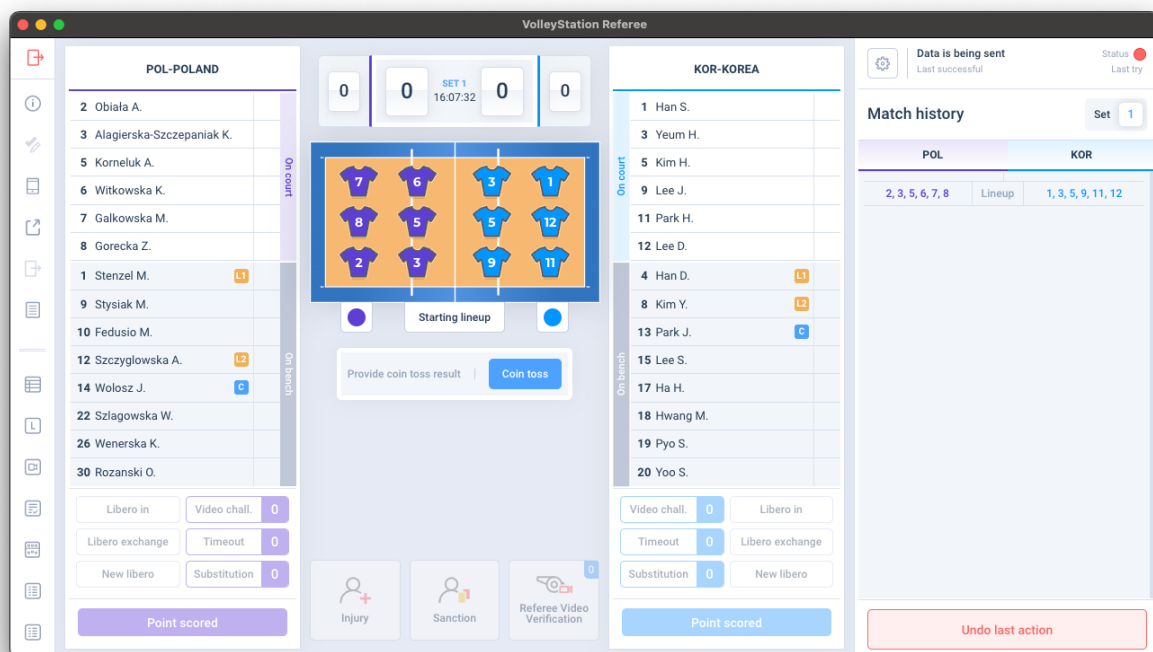 VolleyStation Referee
POL-POLAND
2 Obiała A.
3 Alagierska-Szczepaniak K.
5 Korneluk A.
6 Witkowska K.
7 Galkowska M.
8 Gorecka Z.
On court
1 Stenzel M. L1
9 Stysiak M.
10 Fedusio M.
12 Szczyglowska A. L2
14 Wolosz J. C
22 Szlagowska W.
26 Wenerska K.
30 Rozanski O.
On bench
Libero in
Video chall. 0
Libero exchange
Timeout 0
New libero
Substitution 0
Point scored
0
0
SET 1
16:07:32
0
0
7 6 3 1
8 5 5 12
2 3 9 11
Starting lineup
Provide coin toss result
Coin toss
Injury
Sanction
0
Referee Video
Verification
KOR-KOREA
1 Han S.
3 Yeum H.
5 Kim H.
9 Lee J.
11 Park H.
12 Lee D.
On court
4 Han D. L1
8 Kim Y. L2
13 Park J. C
15 Lee S.
17 Ha H.
18 Hwang M.
19 Pyo S.
20 Yoo S.
On bench
Video chall. 0
Libero in
Timeout 0
Libero exchange
Substitution 0
New libero
Point scored
Data is being sent
Last successful
Status
Last try
Match history
Set 1
POL
KOR
2, 3, 5, 6, 7, 8
Lineup
1, 3, 5, 9, 11, 12
Undo last action
L